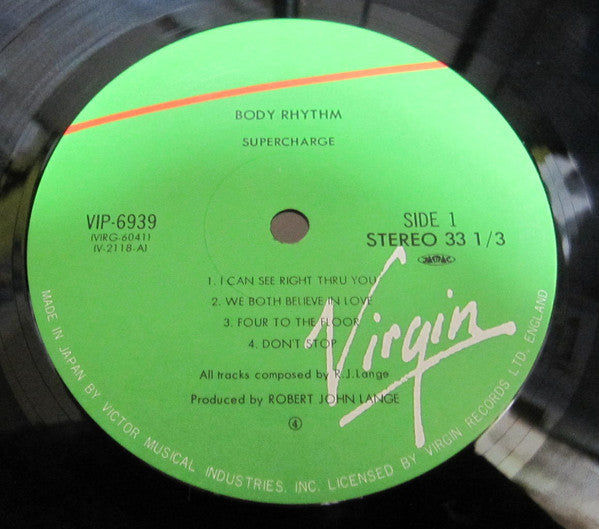 BODY RHYTHM
SUPERCHARGE
VIP-6939
(VIRG-6041)
(V-2118-A)
SIDE 1
STEREO 33 1/3
1. I CAN SEE RIGHT THRU YOU
2. WE BOTH BELIEVE IN LOVE
3. FOUR TO THE FLOOR
4. DON'T STOP
Virgin
All tracks composed by R.J.Lange
Produced by ROBERT JOHN LANGE
④
MADE IN JAPAN BY VICTOR MUSICAL INDUSTRIES, INC. LICENSED BY VIRGIN RECORDS LTD. ENGLAND